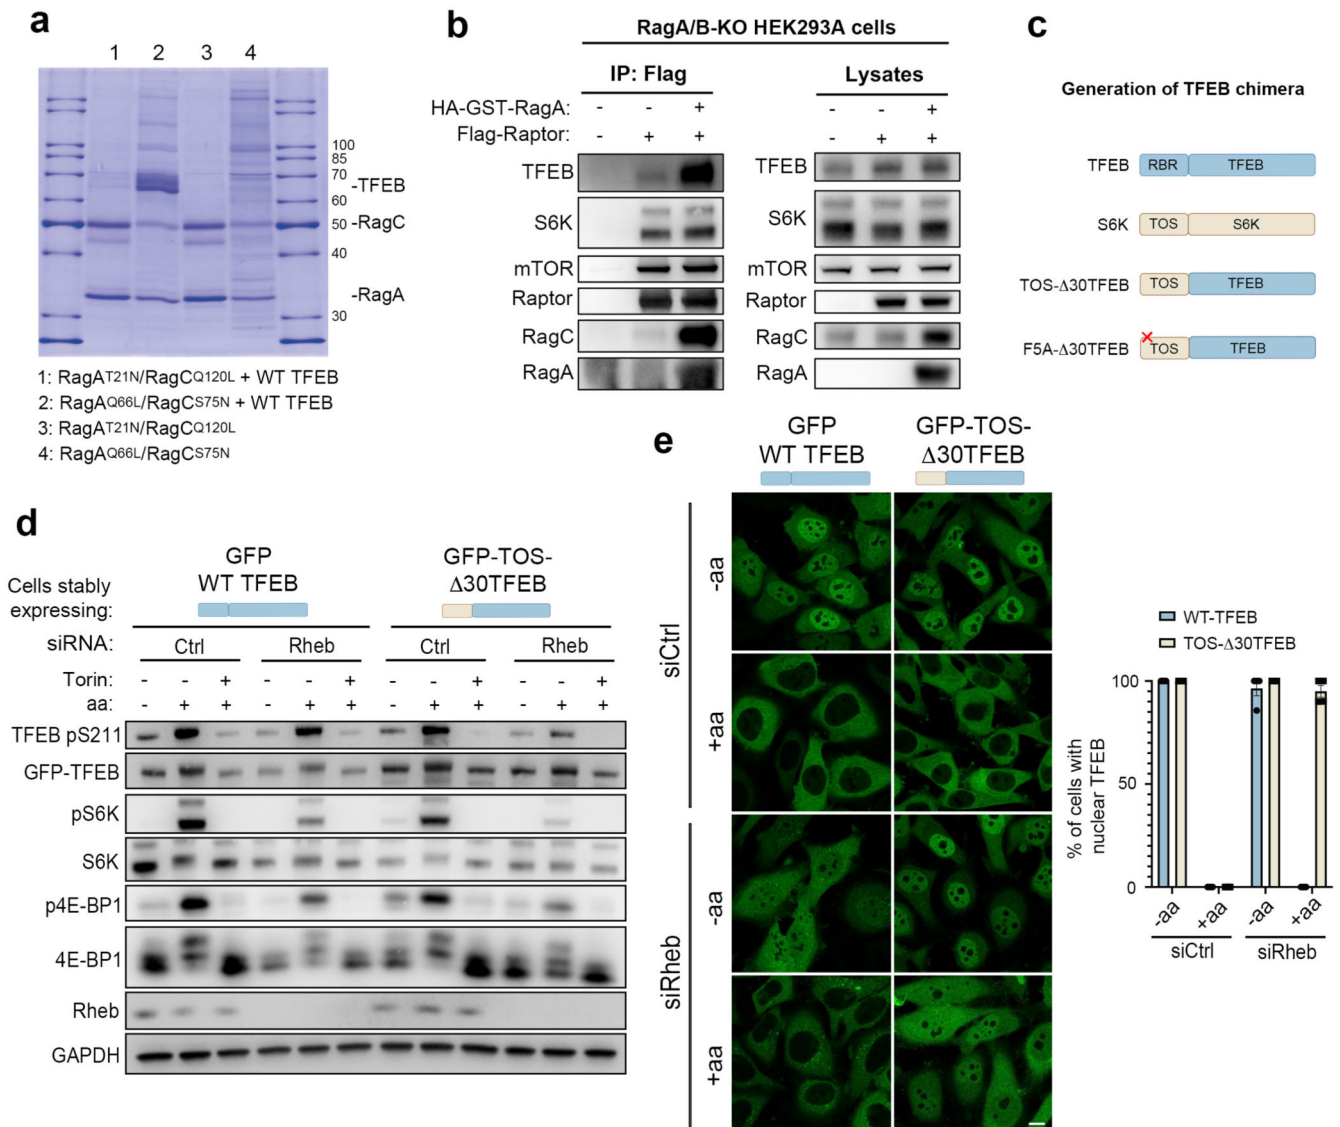 a
1 2 3 4
100
85
70
60
50
40
30
-TFEB
-RagC
-RagA
1: RagAT21N/RagCQ120L + WT TFEB
2: RagAQ66L/RagCS75N + WT TFEB
3: RagAT21N/RagCQ120L
4: RagAQ66L/RagCS75N
b
RagA/B-KO HEK293A cells
IP: Flag Lysates
HA-GST-RagA: - - + - - +
Flag-Raptor: - + + - + +
TFEB TFEB
S6K S6K
mTOR mTOR
Raptor Raptor
RagC RagC
RagA RagA
c
Generation of TFEB chimera
TFEB RBR TFEB
S6K TOS S6K
TOS-Δ30TFEB TOS TFEB
F5A-Δ30TFEB TOS TFEB
d
GFP
WT TFEB
GFP-TOS-
Δ30TFEB
Cells stably
expressing:
siRNA: Ctrl Rheb Ctrl Rheb
Torin: - - + - - + - - + - - +
aa: - + + - + + - + + - + +
TFEB pS211
GFP-TFEB
pS6K
S6K
p4E-BP1
4E-BP1
Rheb
GAPDH
e
GFP
WT TFEB
GFP-TOS-
Δ30TFEB
siCtrl
-aa
+aa
siRheb
-aa
+aa
WT-TFEB
TOS-Δ30TFEB
% of cells with
nuclear TFEB
100
50
0
-aa +aa -aa +aa
siCtrl siRheb